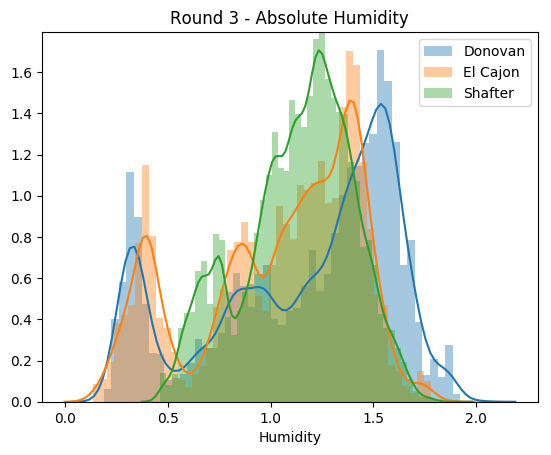 Round 3 - Absolute Humidity
Donovan
El Cajon
Shafter
1.6
1.4
1.2
1.0
0.8
0.6
0.4
0.2
0.0
0.0 0.5 1.0 1.5 2.0
Humidity